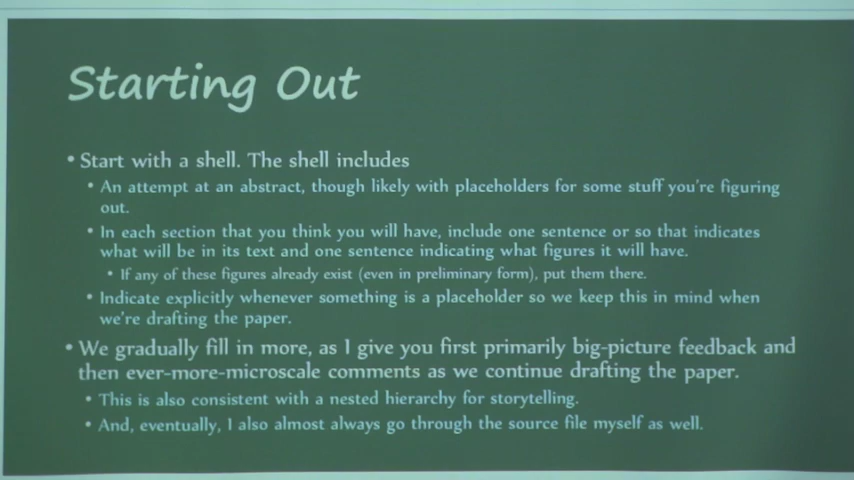 Starting Out
• Start with a shell. The shell includes
• An attempt at an abstract, though likely with placeholders for some stuff you're figuring
out.
• In each section that you think you will have, include one sentence or so that indicates
what will be in its text and one sentence indicating what figures it will have.
• If any of these figures already exist (even in preliminary form), put them there.
• Indicate explicitly whenever something is a placeholder so we keep this in mind when
we're drafting the paper.
• We gradually fill in more, as I give you first primarily big-picture feedback and
then ever-more-microscale comments as we continue drafting the paper.
• This is also consistent with a nested hierarchy for storytelling.
• And, eventually, I also almost always go through the source file myself as well.